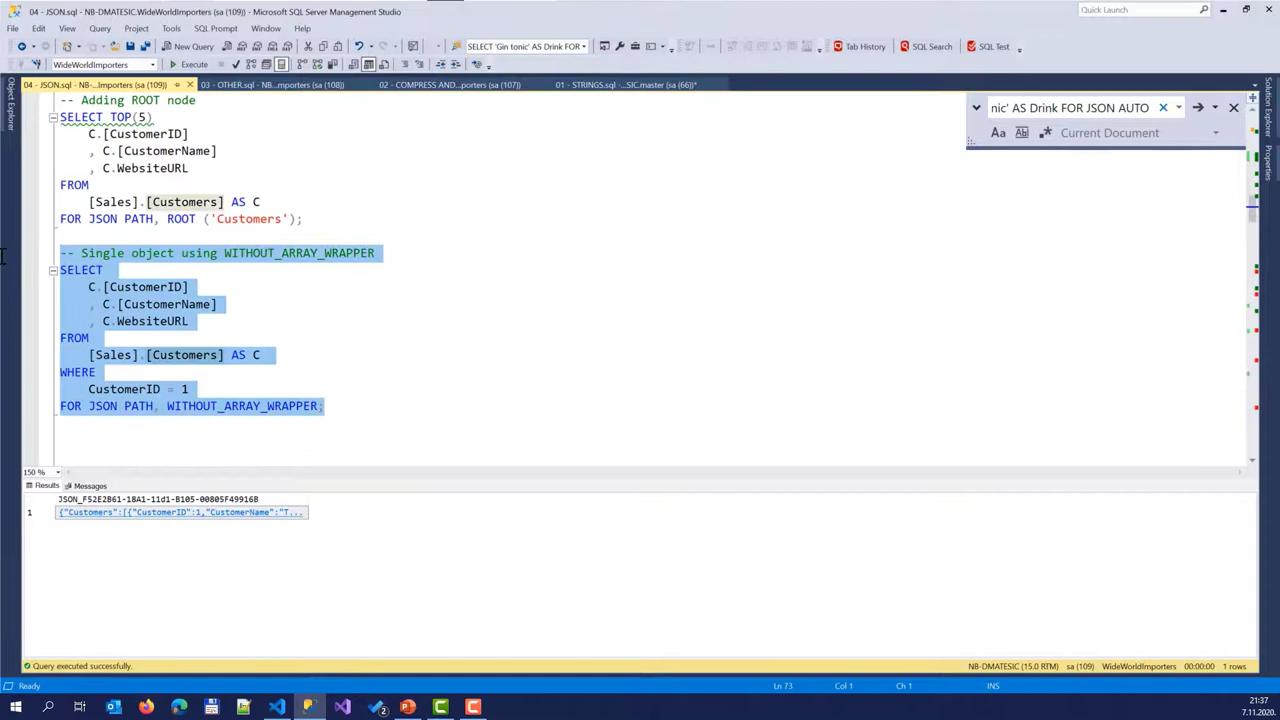 04 - JSON.sql - NB-DMATESIC.WideWorldImporters (sa (109)) - Microsoft SQL Server Management Studio
Quick Launch
File Edit View Query Project Tools SQL Prompt Window Help
New Query
SELECT 'Gin tonic' AS Drink FOR
Tab History
SQL Search
SQL Test
WideWorldImporters
Execute
04 - JSON.sql - NB-...Importers (sa (109))
03 - OTHER.sql - NB...mporters (sa (108))
02 - COMPRESS AND...porters (sa (107))
01 - STRINGS.sql -...SIC.master (sa (66))*
Object Explorer
Solution Explorer
Properties
nic' AS Drink FOR JSON AUTO
Aa
Ab
Current Document
-- Adding ROOT node
SELECT TOP(5)
C.[CustomerID]
, C.[CustomerName]
, C.WebsiteURL
FROM
[Sales].[Customers] AS C
FOR JSON PATH, ROOT ('Customers');
-- Single object using WITHOUT_ARRAY_WRAPPER
SELECT
C.[CustomerID]
, C.[CustomerName]
, C.WebsiteURL
FROM
[Sales].[Customers] AS C
WHERE
CustomerID = 1
FOR JSON PATH, WITHOUT_ARRAY_WRAPPER;
150 %
Results
Messages
JSON_F52E2B61-18A1-11d1-B105-00805F49916B
1 {"Customers":[{"CustomerID":1,"CustomerName":"T...
Query executed successfully.
NB-DMATESIC (15.0 RTM) sa (109) WideWorldImporters 00:00:00 1 rows
Ready
Ln 73
Col 1
Ch 1
INS
21:37
7.11.2020.